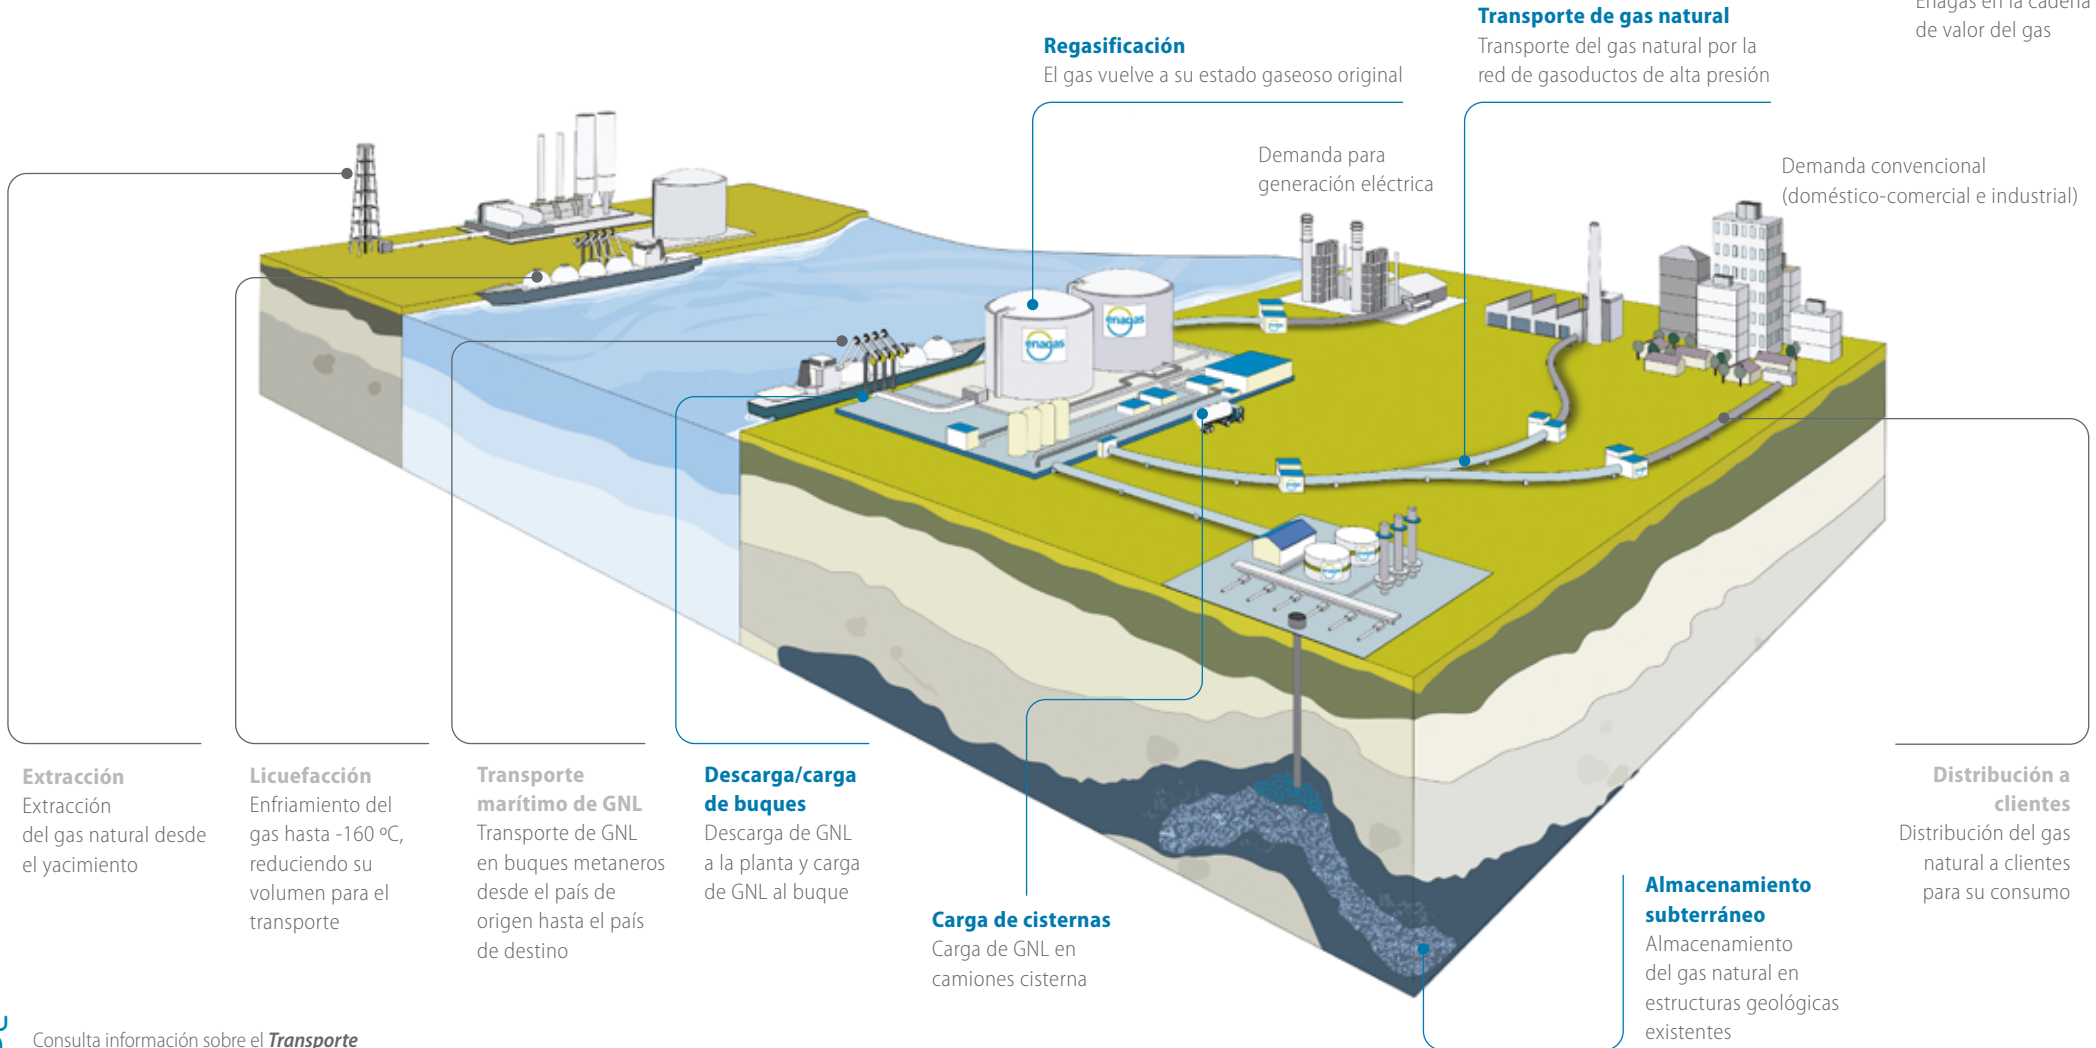 Enagás en la cadena
de valor del gas
Transporte de gas natural
Transporte del gas natural por la
red de gasoductos de alta presión
Regasificación
El gas vuelve a su estado gaseoso original
Demanda para
generación eléctrica
Demanda convencional
(doméstico-comercial e industrial)
enagas
enagas
Extracción
Extracción
del gas natural desde
el yacimiento
Licuefacción
Enfriamiento del
gas hasta -160 ºC,
reduciendo su
volumen para el
transporte
Transporte
marítimo de GNL
Transporte de GNL
en buques metaneros
desde el país de
origen hasta el país
de destino
Descarga/carga
de buques
Descarga de GNL
a la planta y carga
de GNL al buque
Carga de cisternas
Carga de GNL en
camiones cisterna
Almacenamiento
subterráneo
Almacenamiento
del gas natural en
estructuras geológicas
existentes
Distribución a
clientes
Distribución del gas
natural a clientes
para su consumo
Consulta información sobre el Transporte